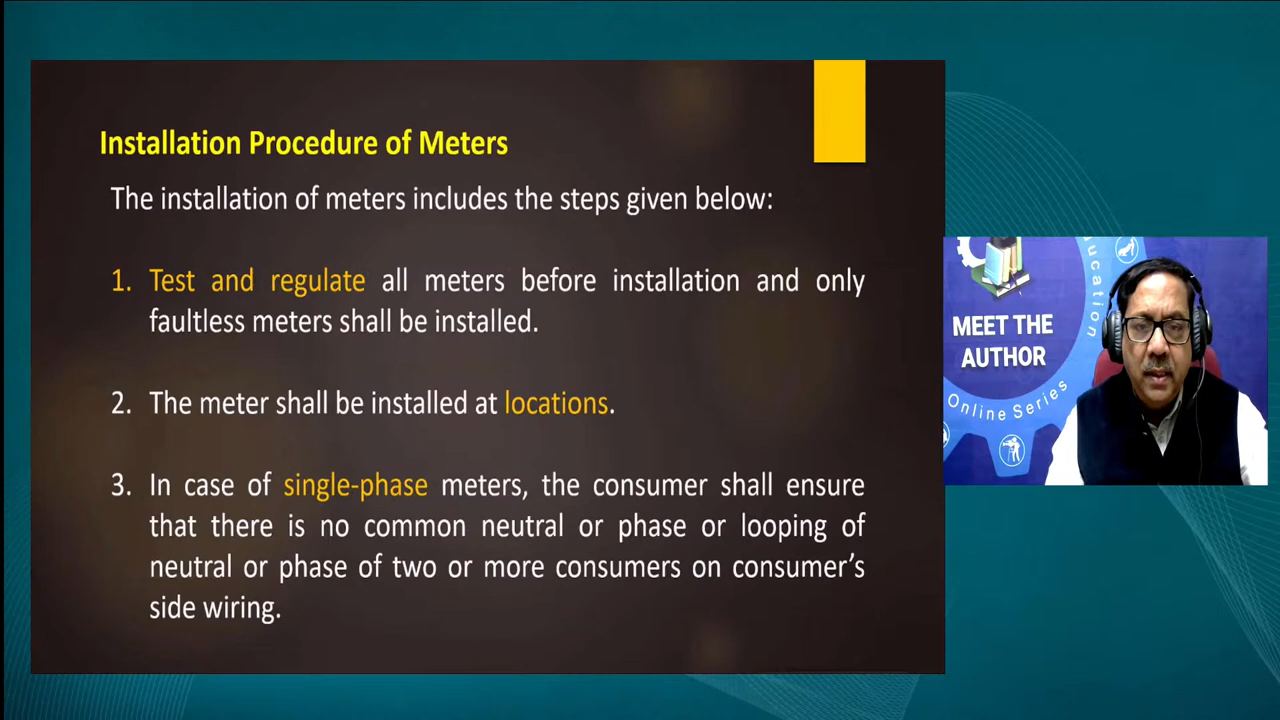 Installation Procedure of Meters
The installation of meters includes the steps given below:
1. Test and regulate all meters before installation and only
faultless meters shall be installed.
2. The meter shall be installed at locations.
3. In case of single-phase meters, the consumer shall ensure
that there is no common neutral or phase or looping of
neutral or phase of two or more consumers on consumer’s
side wiring.
MEET THE
AUTHOR
Online Series